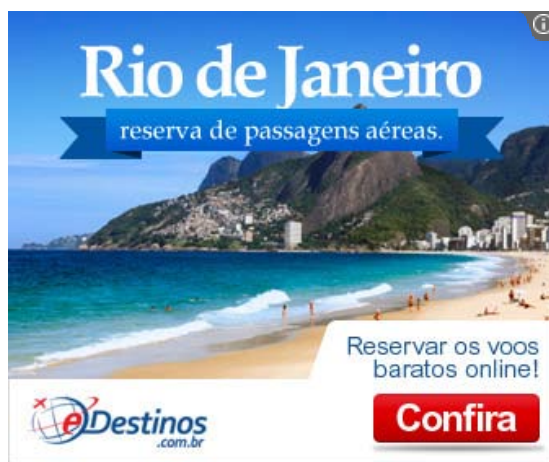 Rio de Janeiro
reserva de passagens aéreas.
Reservar os voos
baratos online!
eDestinos
.com.br
Confira